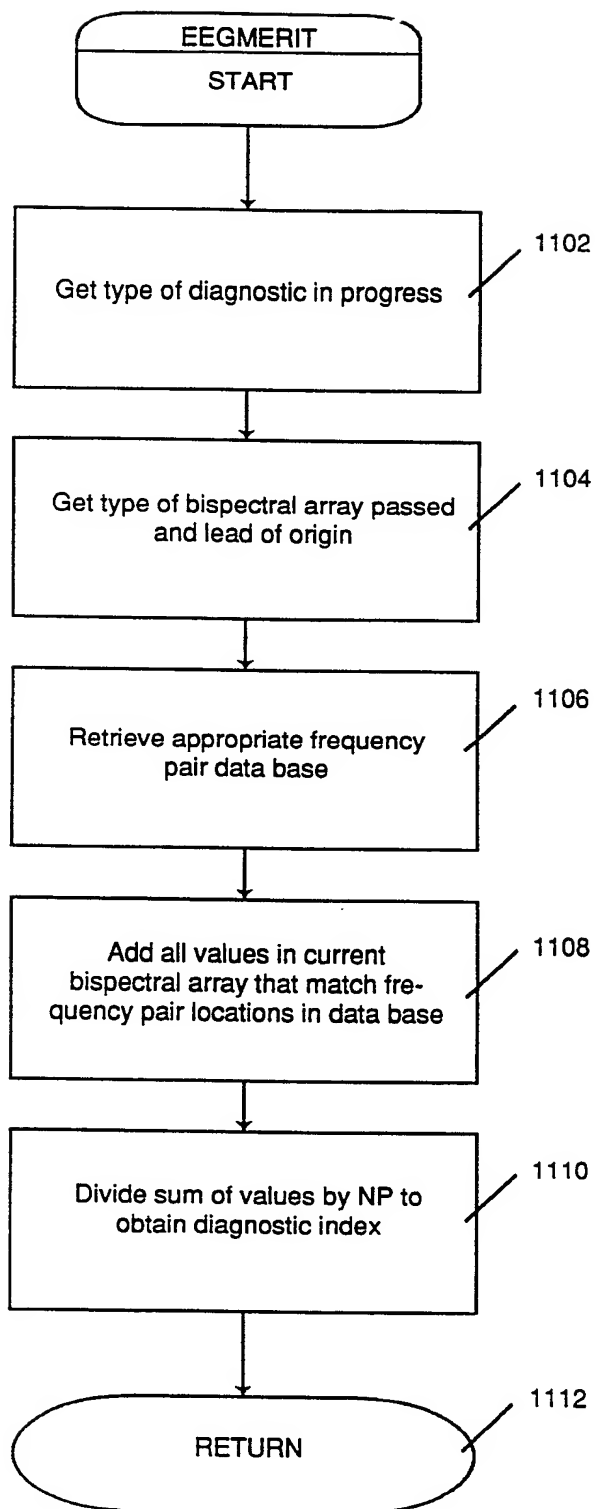 EEGMERIT
START
1102
Get type of diagnostic in progress
1104
Get type of bispectral array passed
and lead of origin
1106
Retrieve appropriate frequency
pair data base
1108
Add all values in current
bispectral array that match fre-
quency pair locations in data base
1110
Divide sum of values by NP to
obtain diagnostic index
1112
RETURN